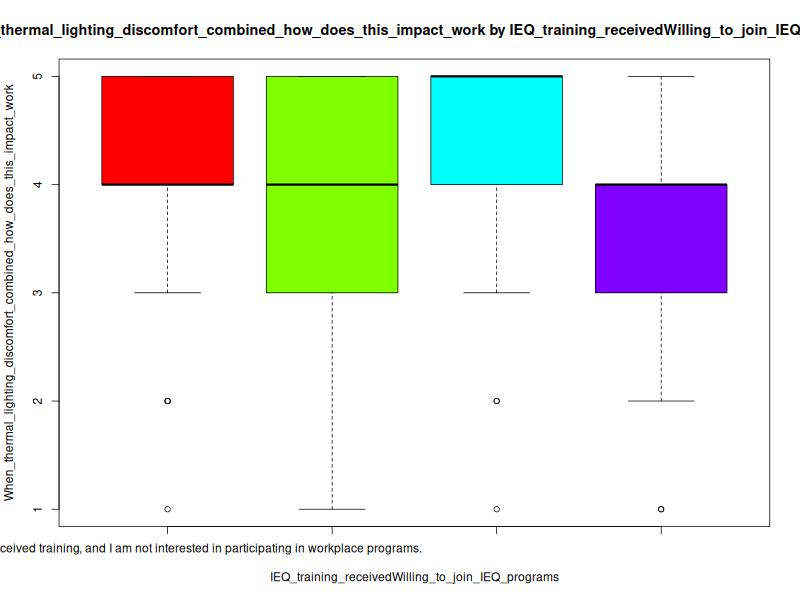 _thermal_lighting_discomfort_combined_how_does_this_impact_work by IEQ_training_receivedWilling_to_join_IEQ
When_thermal_lighting_discomfort_combined_how_does_this_impact_work
5
4
3
2
1
ceived training, and I am not interested in participating in workplace programs.
IEQ_training_receivedWilling_to_join_IEQ_programs